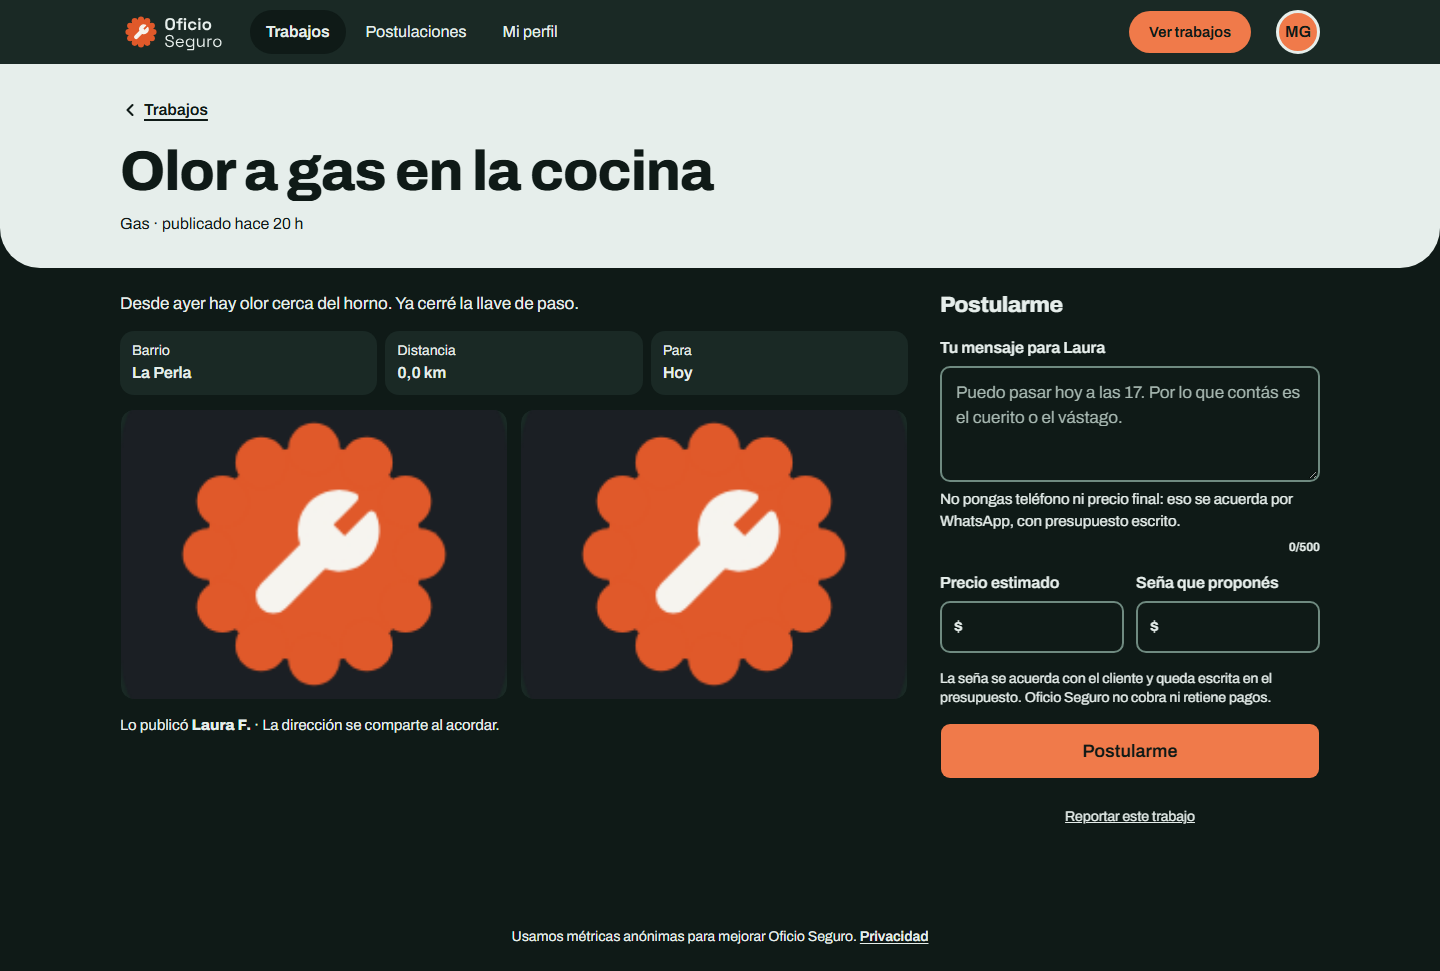 Oficio
Seguro
Trabajos
Postulaciones
Mi perfil
Ver trabajos
MG
Trabajos
Olor a gas en la cocina
Gas · publicado hace 20 h
Desde ayer hay olor cerca del horno. Ya cerré la llave de paso.
Barrio
La Perla
Distancia
0,0 km
Para
Hoy
Lo publicó Laura F. · La dirección se comparte al acordar.
Postularme
Tu mensaje para Laura
Puedo pasar hoy a las 17. Por lo que contás es
el cuerito o el vástago.
No pongas teléfono ni precio final: eso se acuerda por
WhatsApp, con presupuesto escrito.
0/500
Precio estimado
$
Seña que proponés
$
La seña se acuerda con el cliente y queda escrita en el
presupuesto. Oficio Seguro no cobra ni retiene pagos.
Postularme
Reportar este trabajo
Usamos métricas anónimas para mejorar Oficio Seguro. Privacidad